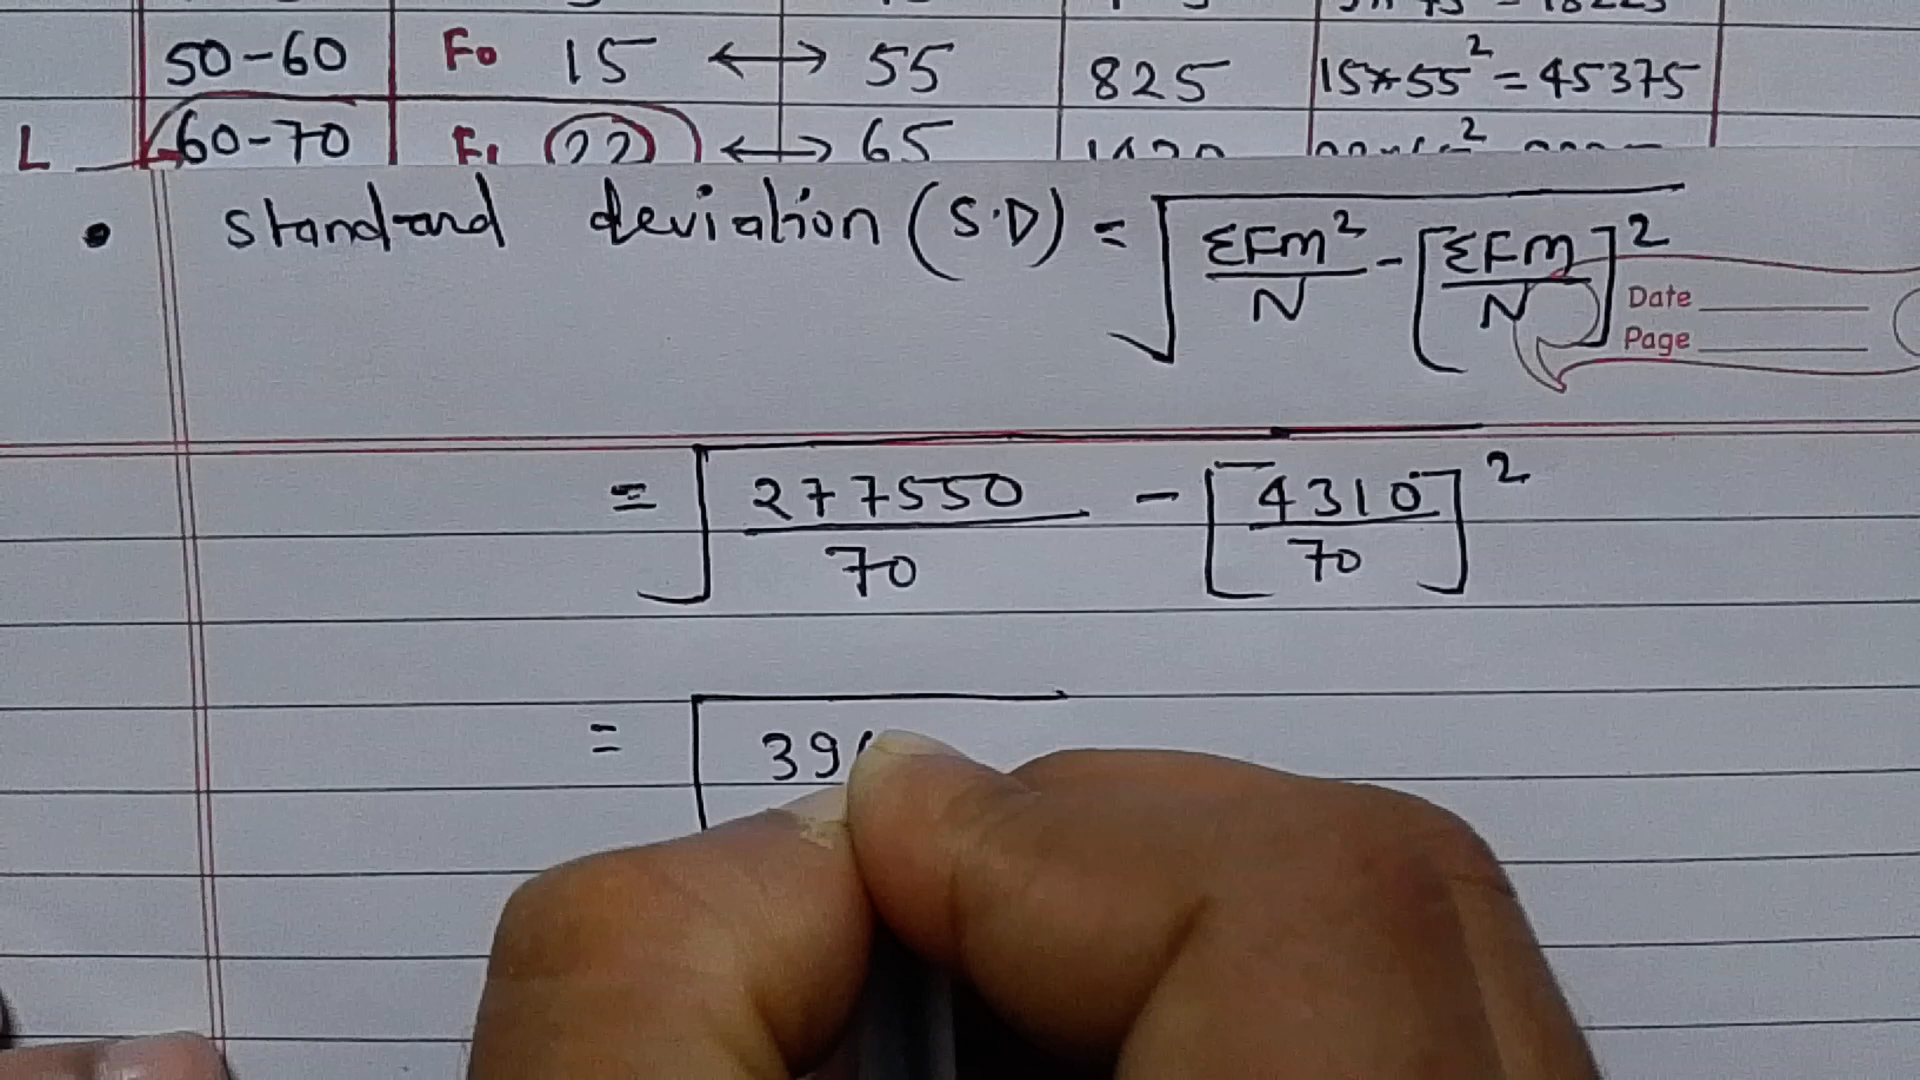 50-60 Fo 15 ↔ 55 825 15*55² = 45375
L 60-70 F1 22 ↔ 65
• standard deviation (S.D) = √ ΣFm²/N - [ΣFm/N]²
Date
Page
= √ 277550/70 - [4310/70]²
= √ 39